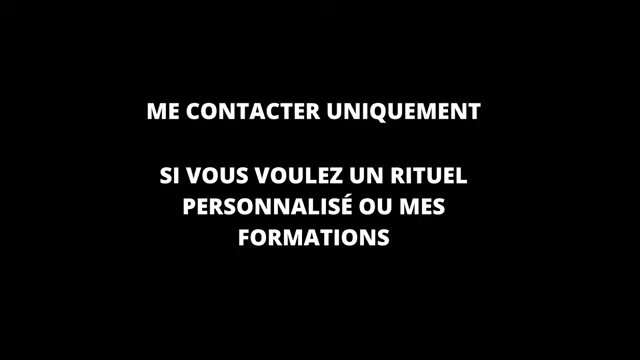 ME CONTACTER UNIQUEMENT
SI VOUS VOULEZ UN RITUEL
PERSONNALISÉ OU MES
FORMATIONS